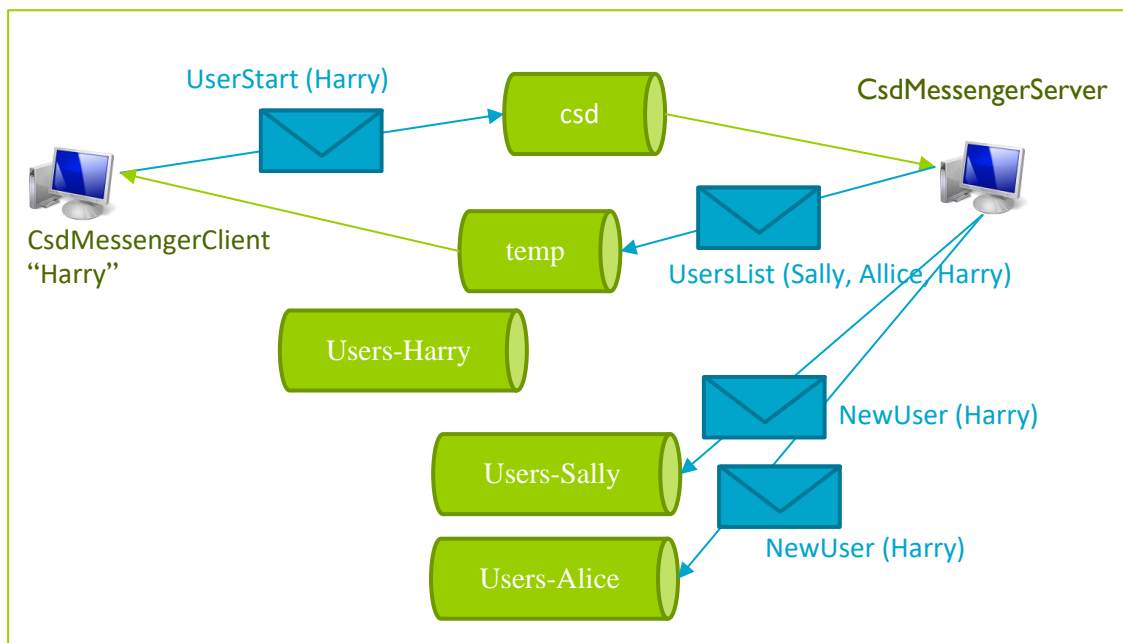 UserStart (Harry)
csd
CsdMessengerServer
CsdMessengerClient
“Harry”
temp
UsersList (Sally, Allice, Harry)
Users-Harry
NewUser (Harry)
Users-Sally
NewUser (Harry)
Users-Alice